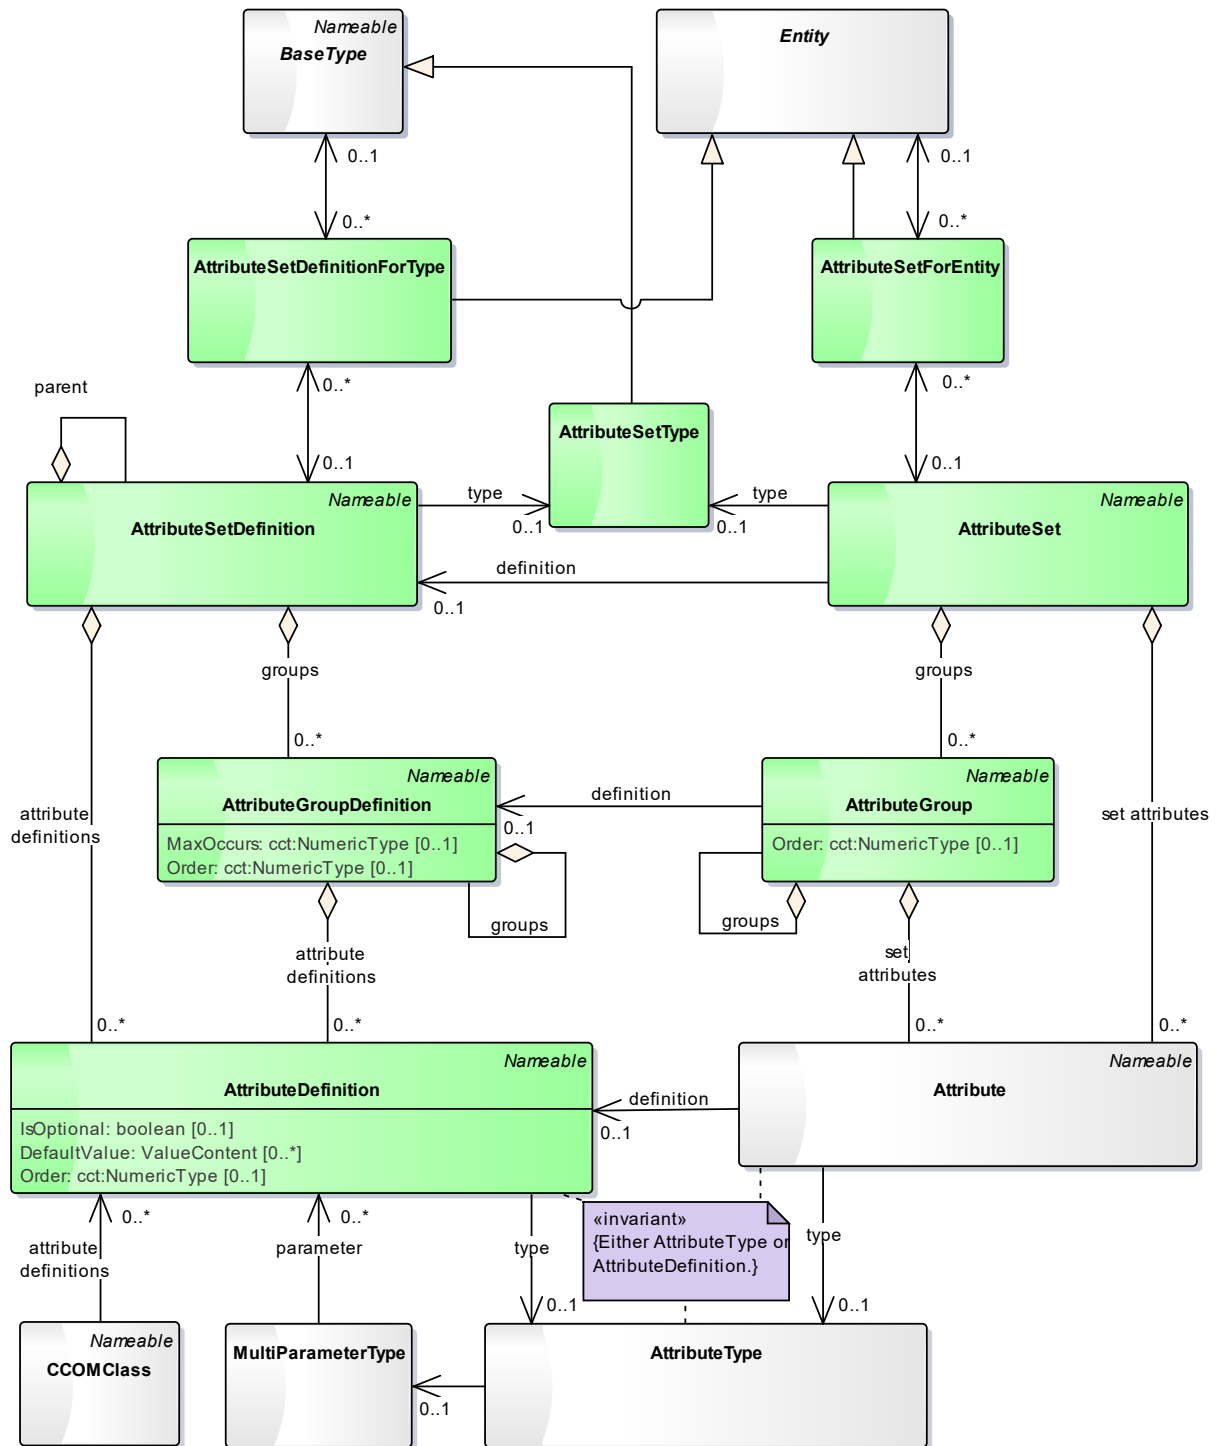 Nameable
BaseType
Entity
0..1
0..1
0..*
0..*
AttributeSetDefinitionForType
AttributeSetForEntity
0..*
0..*
parent
AttributeSetType
0..1
0..1
Nameable
AttributeSetDefinition
type
0..1
type
0..1
Nameable
AttributeSet
definition
0..1
groups
groups
0..*
0..*
Nameable
AttributeGroupDefinition
MaxOccurs: cct:NumericType [0..1]
Order: cct:NumericType [0..1]
definition
0..1
Nameable
AttributeGroup
Order: cct:NumericType [0..1]
attribute
definitions
set attributes
groups
groups
attribute
definitions
set
attributes
0..*
0..*
0..*
0..*
Nameable
AttributeDefinition
IsOptional: boolean [0..1]
DefaultValue: ValueContent [0..*]
Order: cct:NumericType [0..1]
definition
0..1
Nameable
Attribute
0..*
0..*
attribute
definitions
parameter
type
«invariant»
{Either AttributeType or
AttributeDefinition.}
type
0..1
0..1
Nameable
CCOMClass
MultiParameterType
0..1
AttributeType